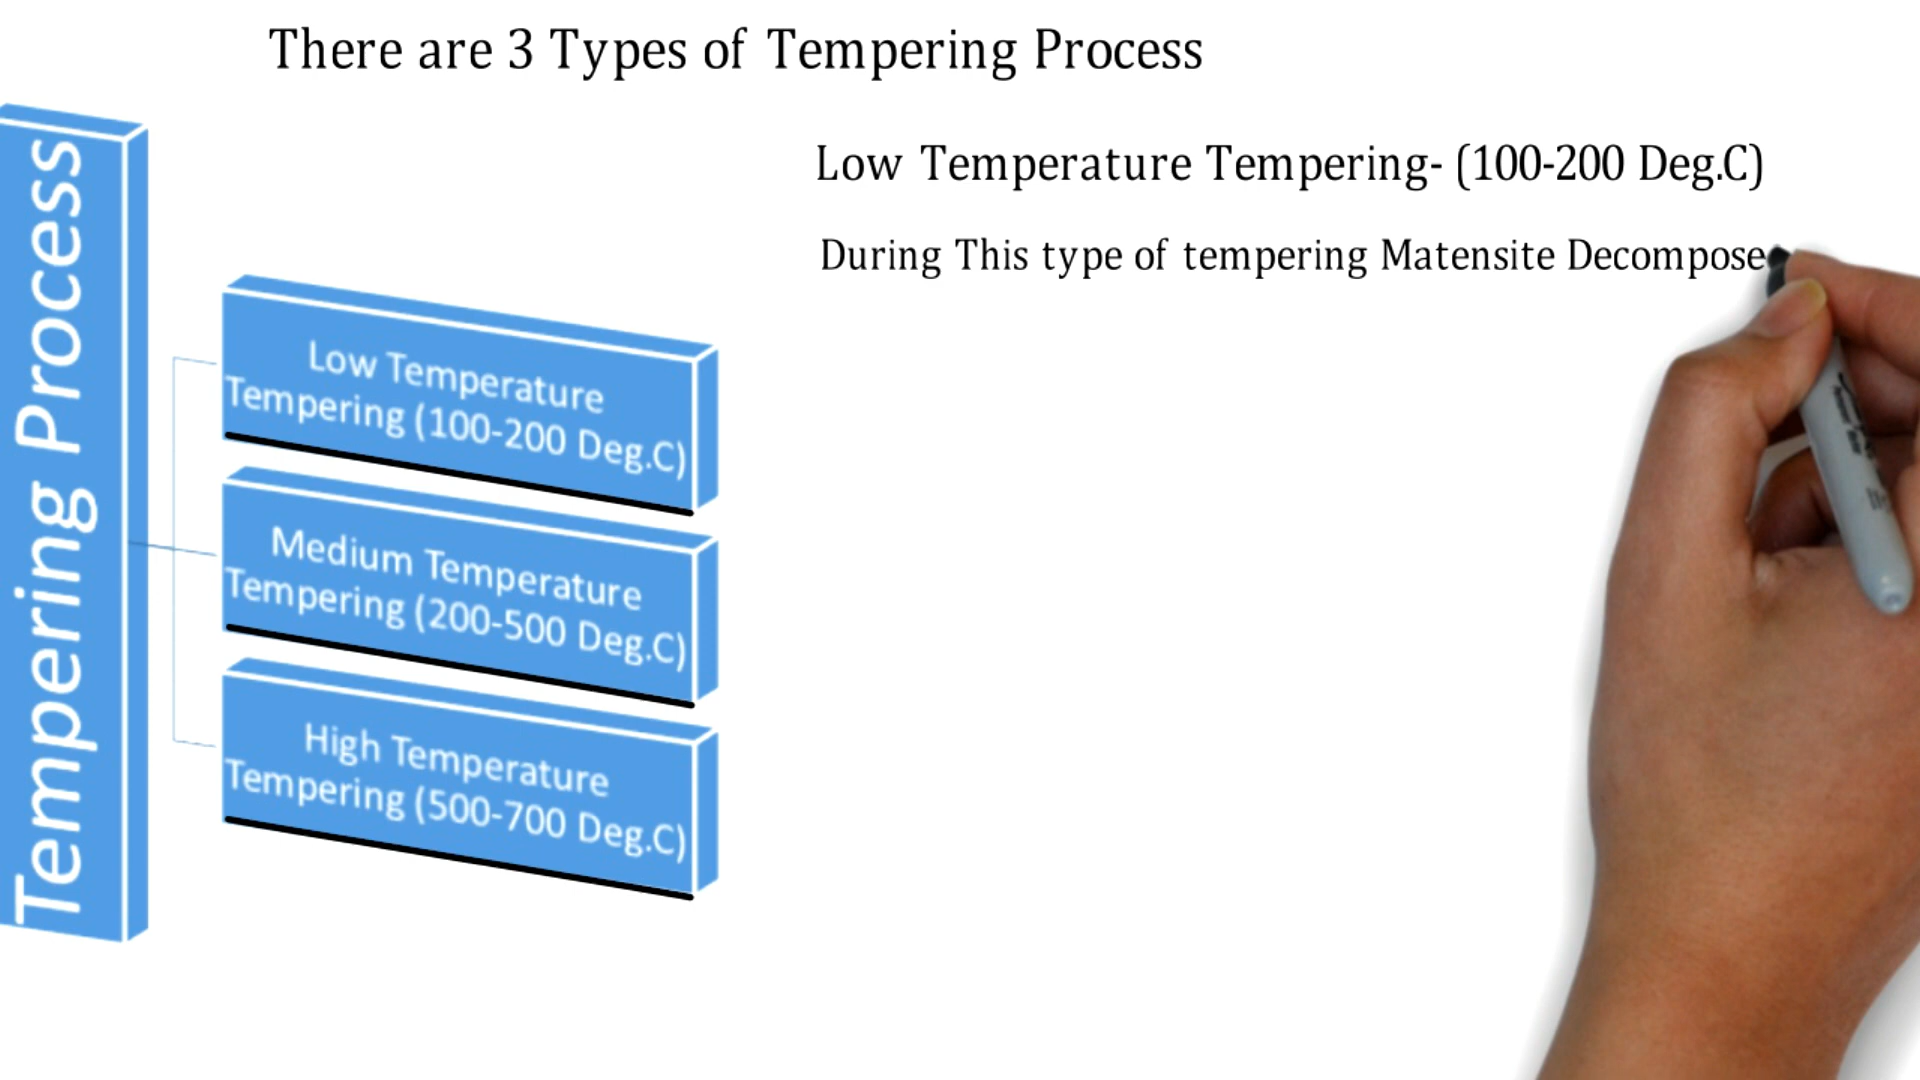 There are 3 Types of Tempering Process
Tempering Process
Low Temperature Tempering- (100-200 Deg.C)
During This type of tempering Matensite Decompose
Low Temperature
Tempering (100-200 Deg.C)
Medium Temperature
Tempering (200-500 Deg.C)
High Temperature
Tempering (500-700 Deg.C)